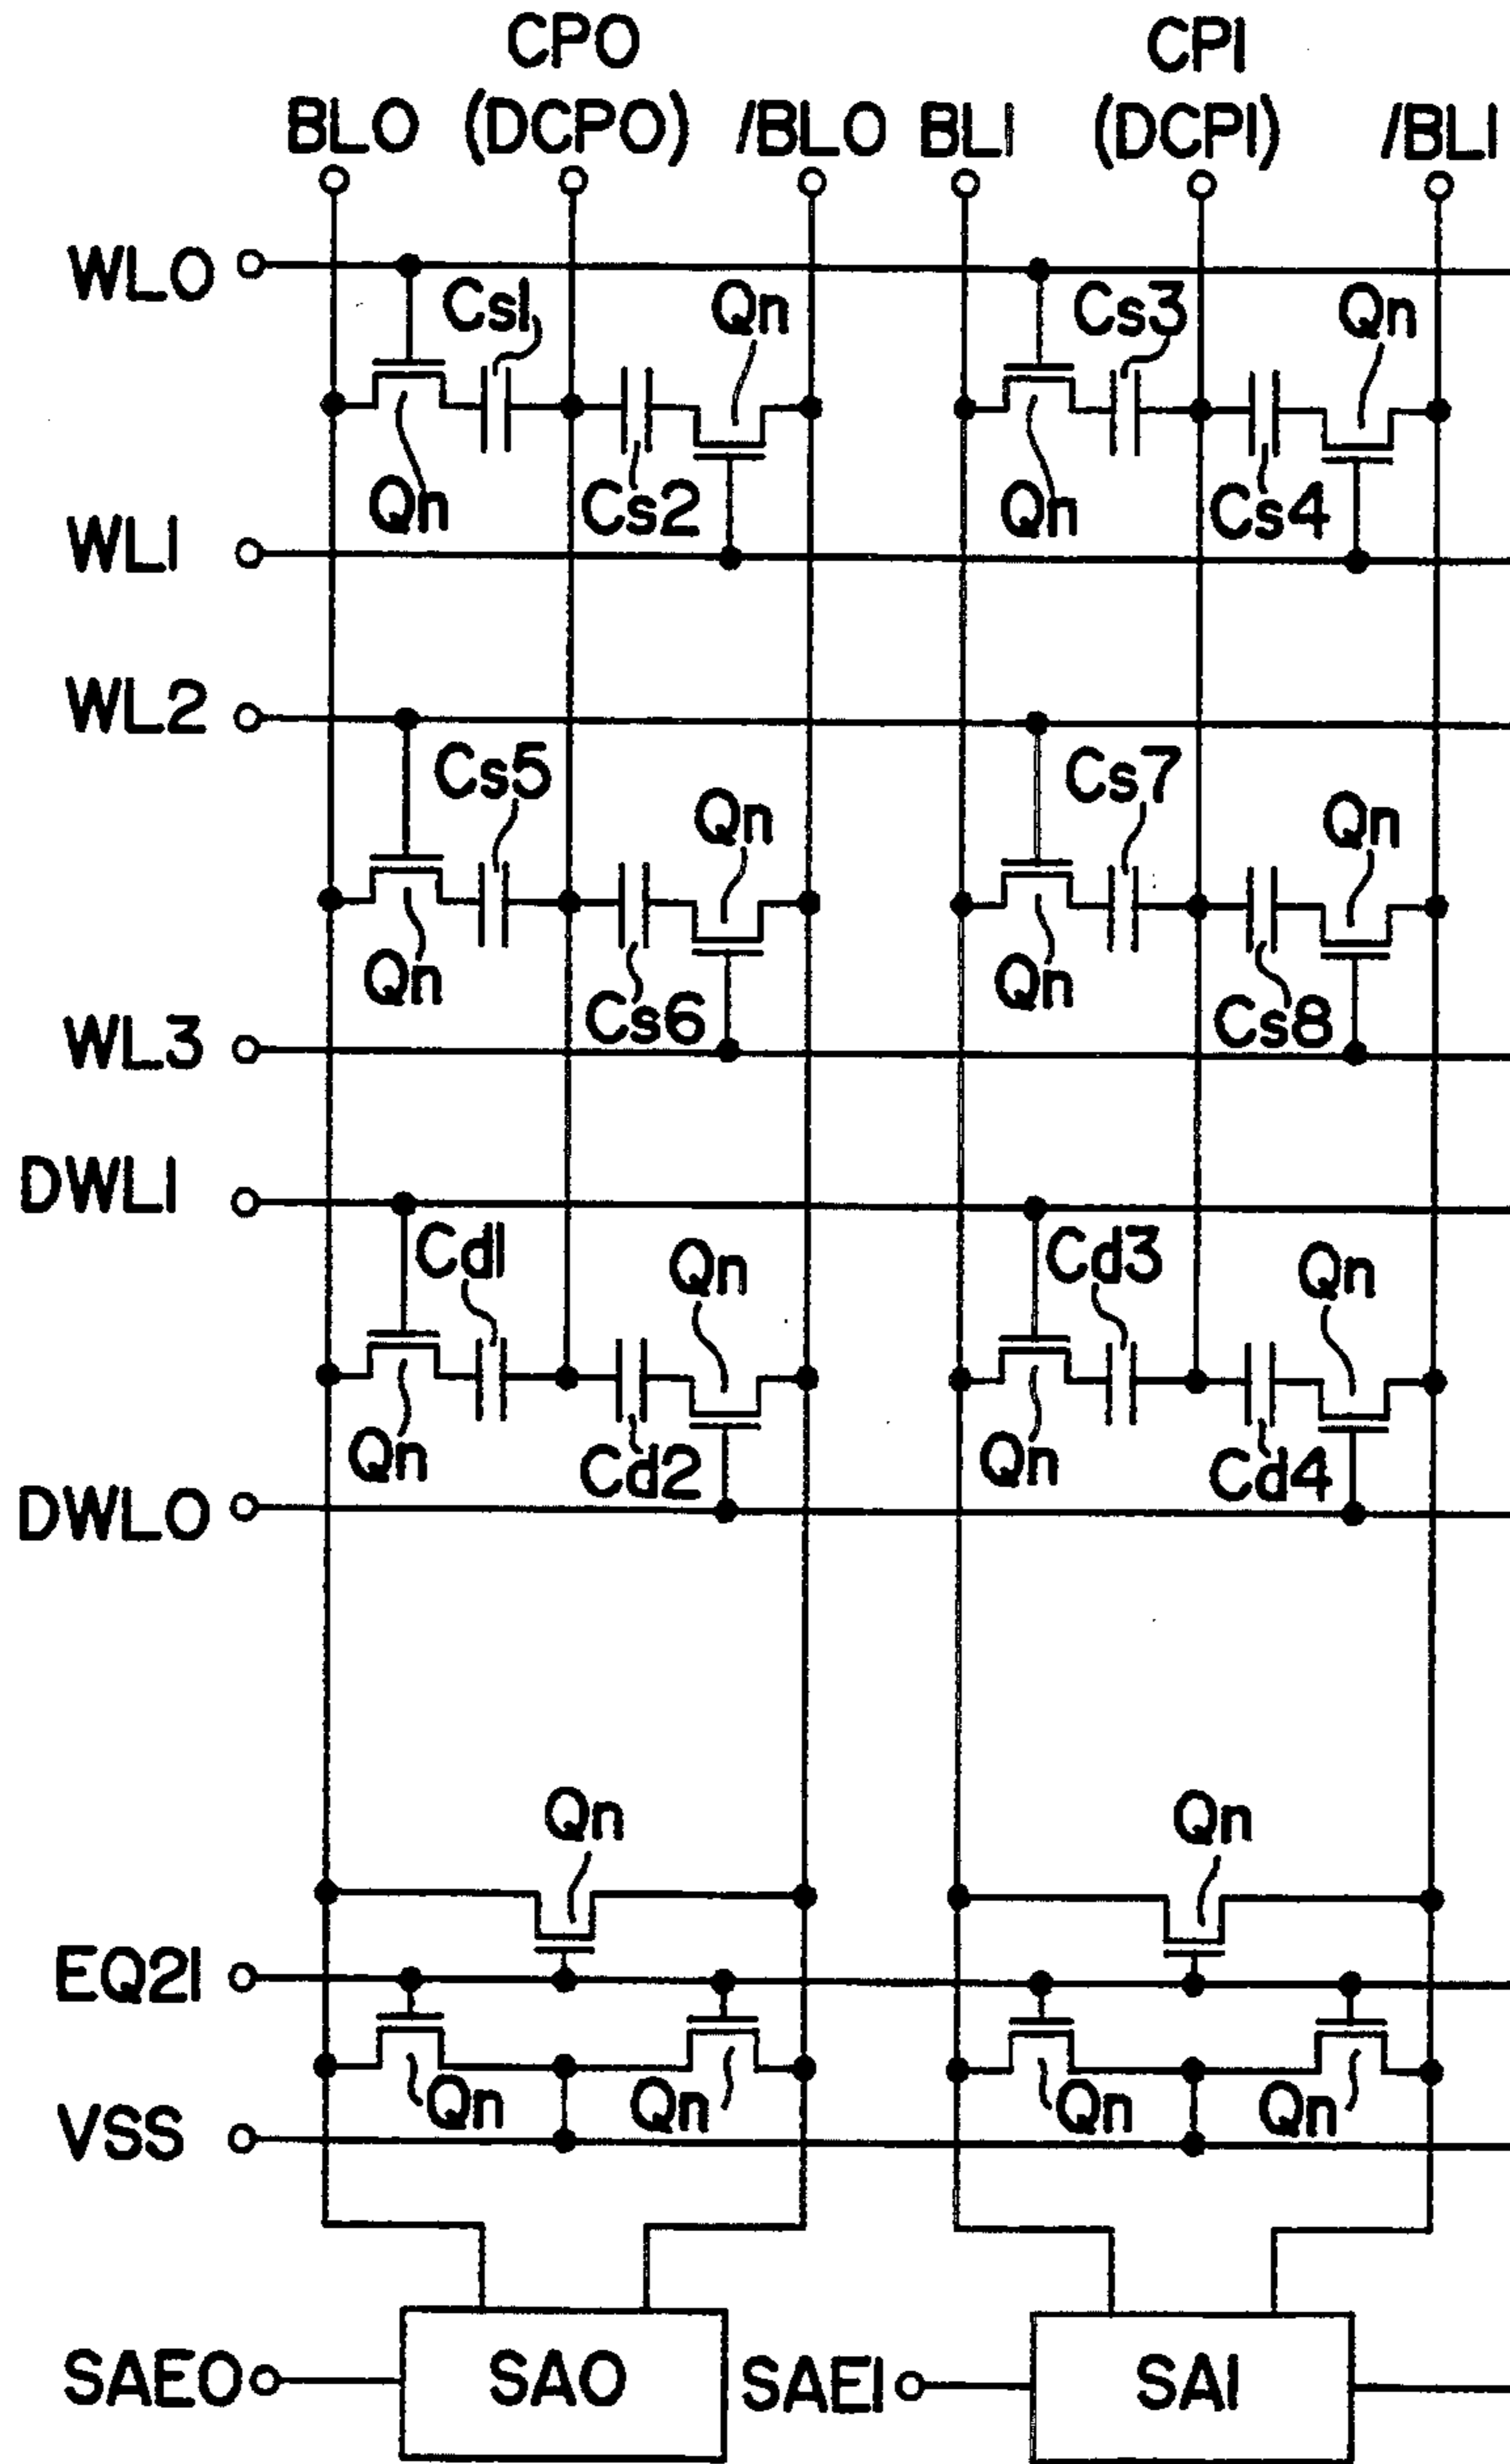 CP0 CP1
BL0 (DCP0) /BL0 BL1 (DCP1) /BL1
WL0
Cs1 Qn Cs3 Qn
Qn Cs2 Qn Cs4
WL1
WL2
Cs5 Qn Cs7 Qn
Qn Cs6 Qn Cs8
WL3
DWL1
Cd1 Qn Cd3 Qn
Qn Cd2 Qn Cd4
DWL0
Qn Qn
EQ21
Qn Qn Qn Qn
VSS
SAE0 SA0 SAE1 SA1